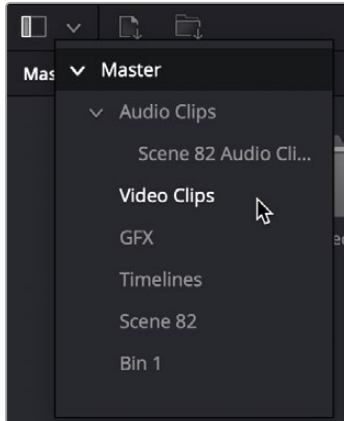 Mas
Master
Audio Clips
Scene 82 Audio Cli...
Video Clips
GFX
Timelines
Scene 82
Bin 1